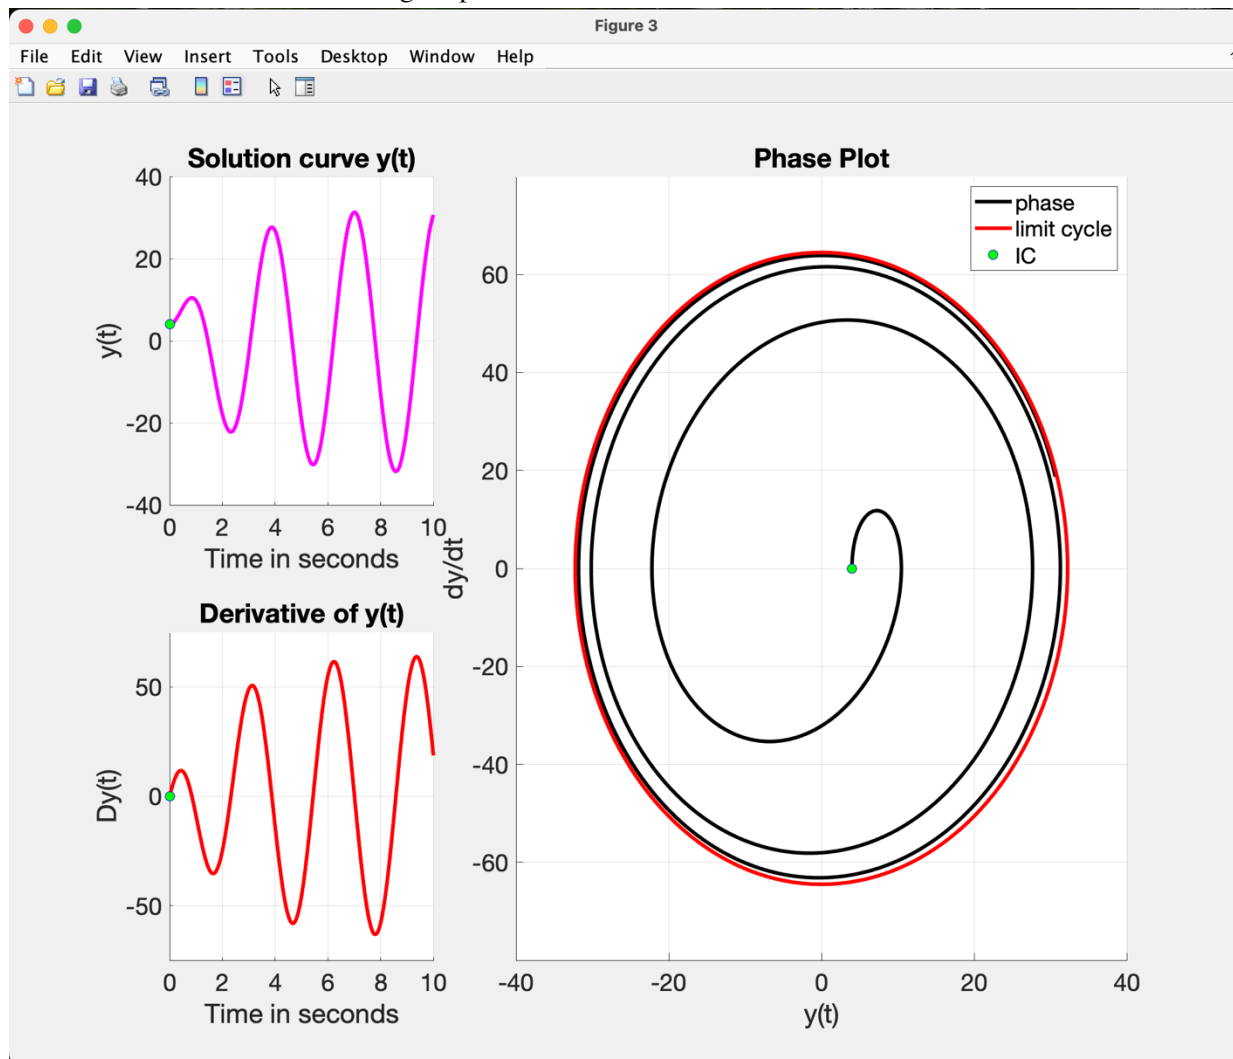 Figure 3
File Edit View Insert Tools Desktop Window Help
Solution curve y(t)
40
20
0
-20
-40
y(t)
0 2 4 6 8 10
Time in seconds
Derivative of y(t)
50
0
-50
Dy(t)
0 2 4 6 8 10
Time in seconds
Phase Plot
phase
limit cycle
IC
60
40
20
0
-20
-40
-60
dy/dt
-40 -20 0 20 40
y(t)